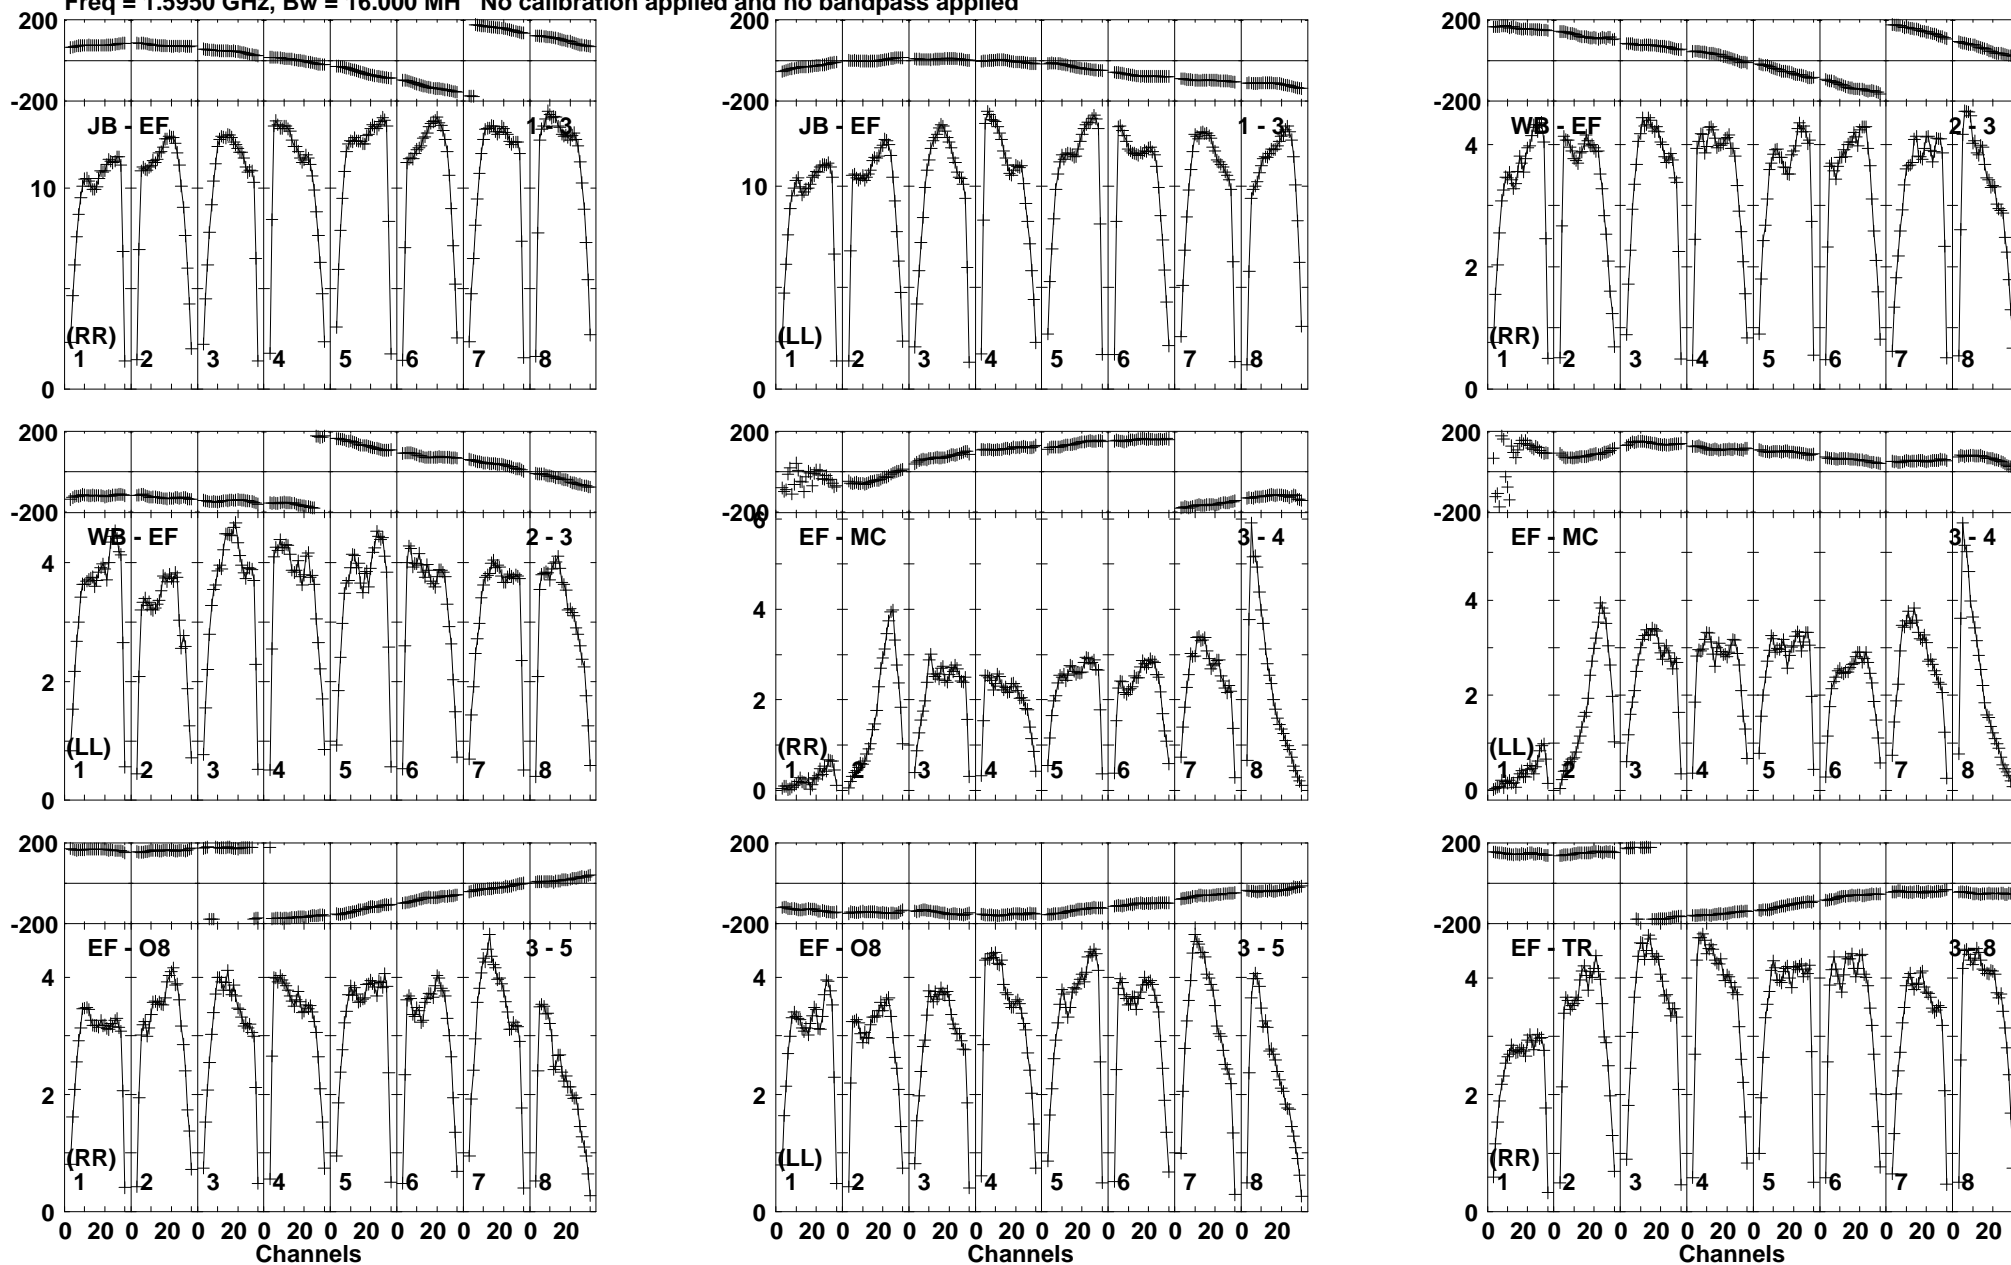 Freq = 1.5950 GHz, Bw = 16.000 MH No calibration applied and no bandpass applied
200 200 200
-200 -200 -200
JB - EF 1 - 3 JB - EF 1 - 3 WB - EF 2 - 3
10 10 4
2
(RR) (LL) (RR)
1 2 3 4 5 6 7 8 1 2 3 4 5 6 7 8 1 2 3 4 5 6 7 8
0 0 0
200 200 200
-200 -200 -200
6
WB - EF 2 - 3 EF - MC 3 - 4 EF - MC 3 - 4
4 4 4
2 2 2
(LL) (RR) (LL)
1 2 3 4 5 6 7 8 1 2 3 4 5 6 7 8 1 2 3 4 5 6 7 8
0 0 0
200 200 200
-200 -200 -200
EF - O8 3 - 5 EF - O8 3 - 5 EF - TR 3 - 8
4 4 4
2 2 2
(RR) (LL) (RR)
1 2 3 4 5 6 7 8 1 2 3 4 5 6 7 8 1 2 3 4 5 6 7 8
0 0 0
0 20 0 20 0 20 0 20 0 20 0 20 0 20 0 20 0 20 0 20 0 20 0 20 0 20 0 20 0 20 0 20 0 20 0 20 0 20 0 20 0 20 0 20 0 20 0 20
Channels Channels Channels